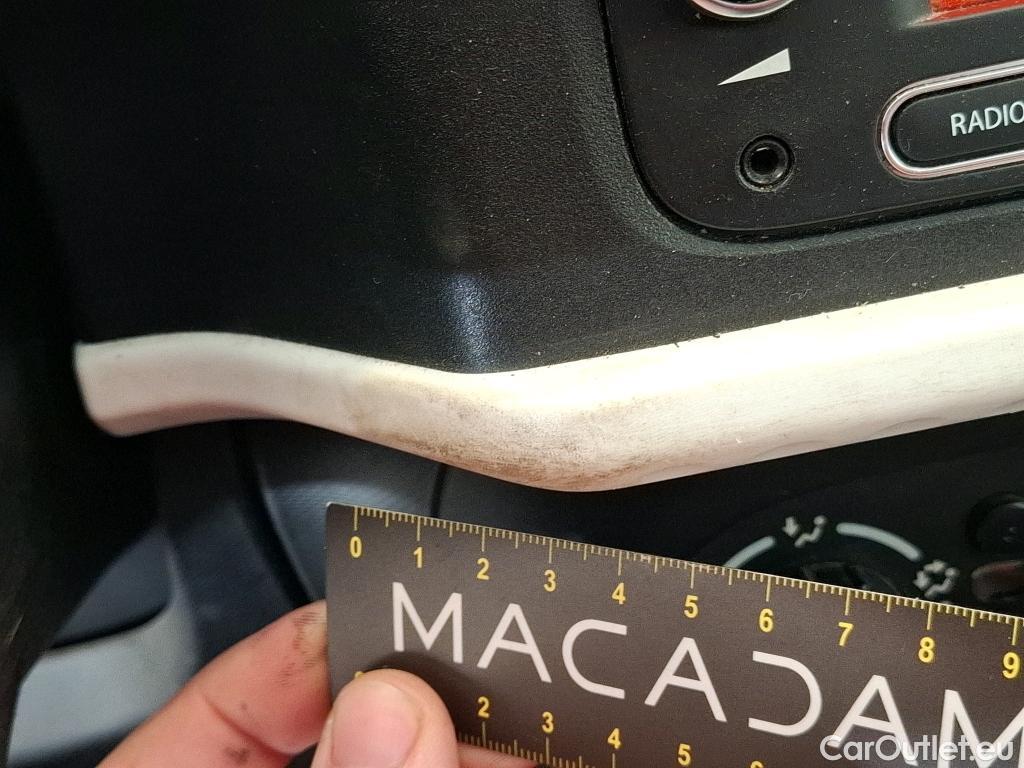 RADIO
0 1 2 3 4 5 6 7 8 9
MACADAM
2 3 4 5
CarOutlet.eu